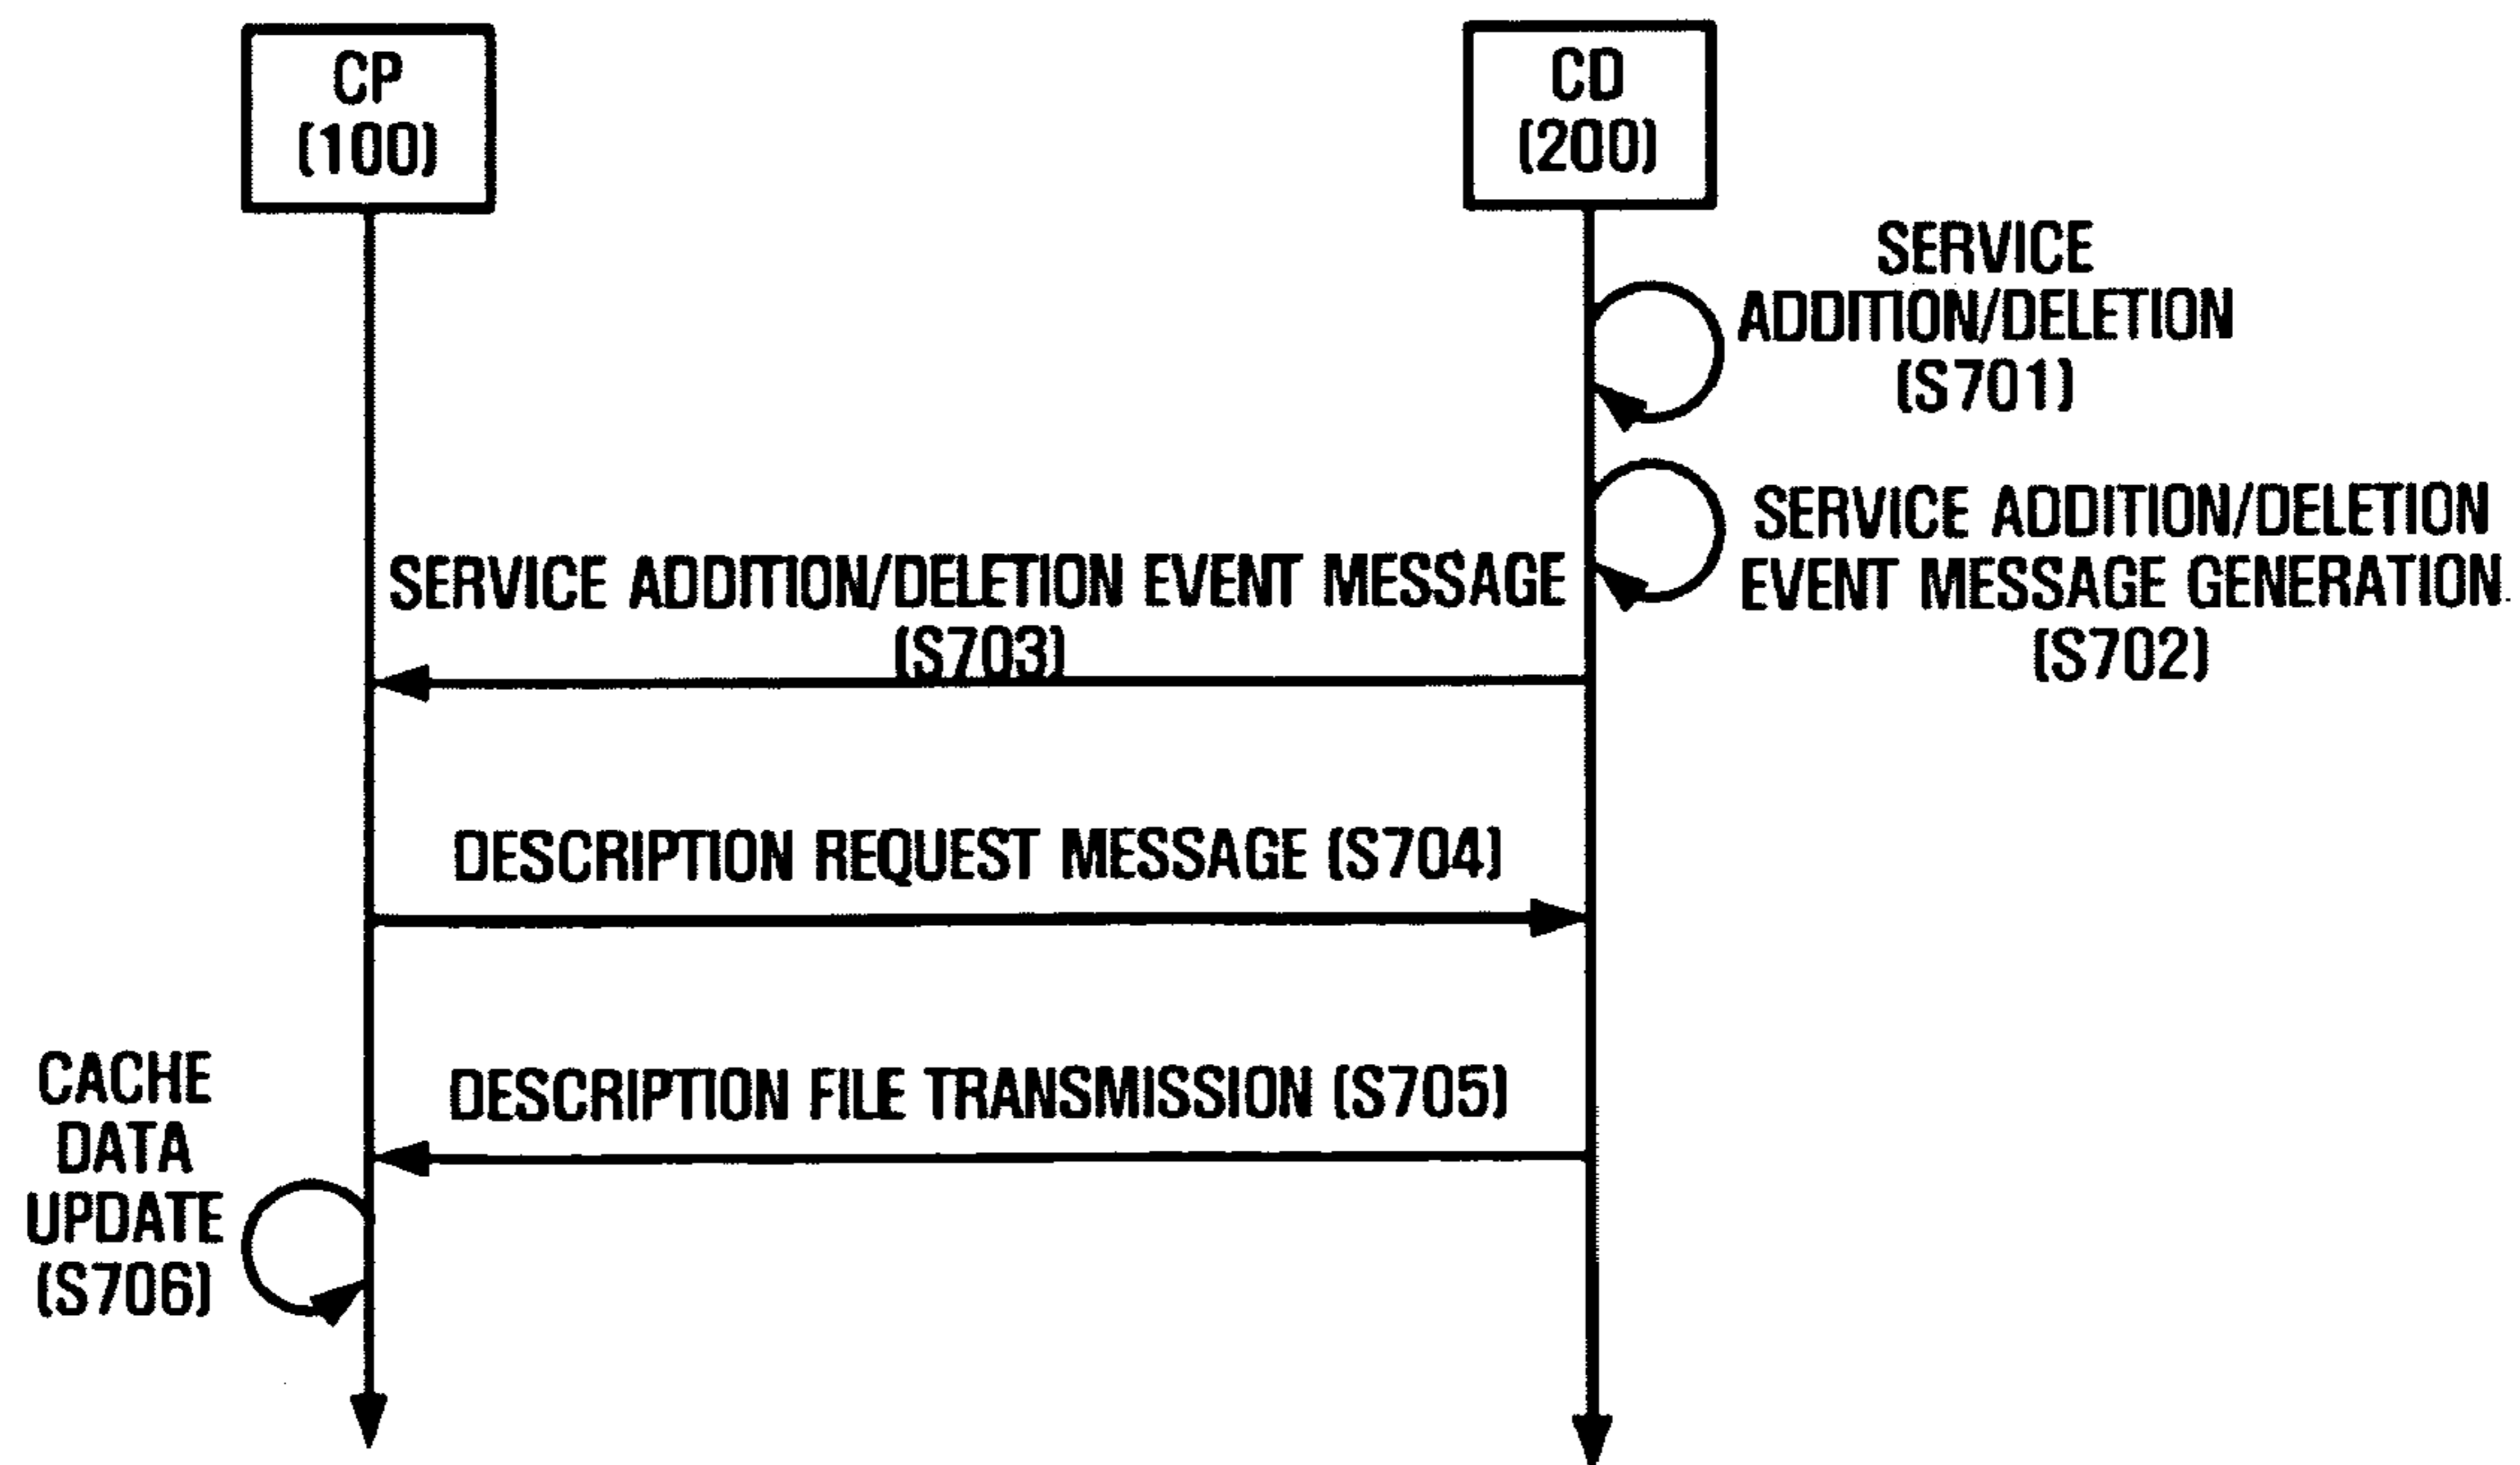 CP
(100)
CD
(200)
SERVICE
ADDITION/DELETION
(S701)
SERVICE ADDITION/DELETION
EVENT MESSAGE GENERATION
(S702)
SERVICE ADDITION/DELETION EVENT MESSAGE
(S703)
DESCRIPTION REQUEST MESSAGE (S704)
DESCRIPTION FILE TRANSMISSION (S705)
CACHE
DATA
UPDATE
(S706)